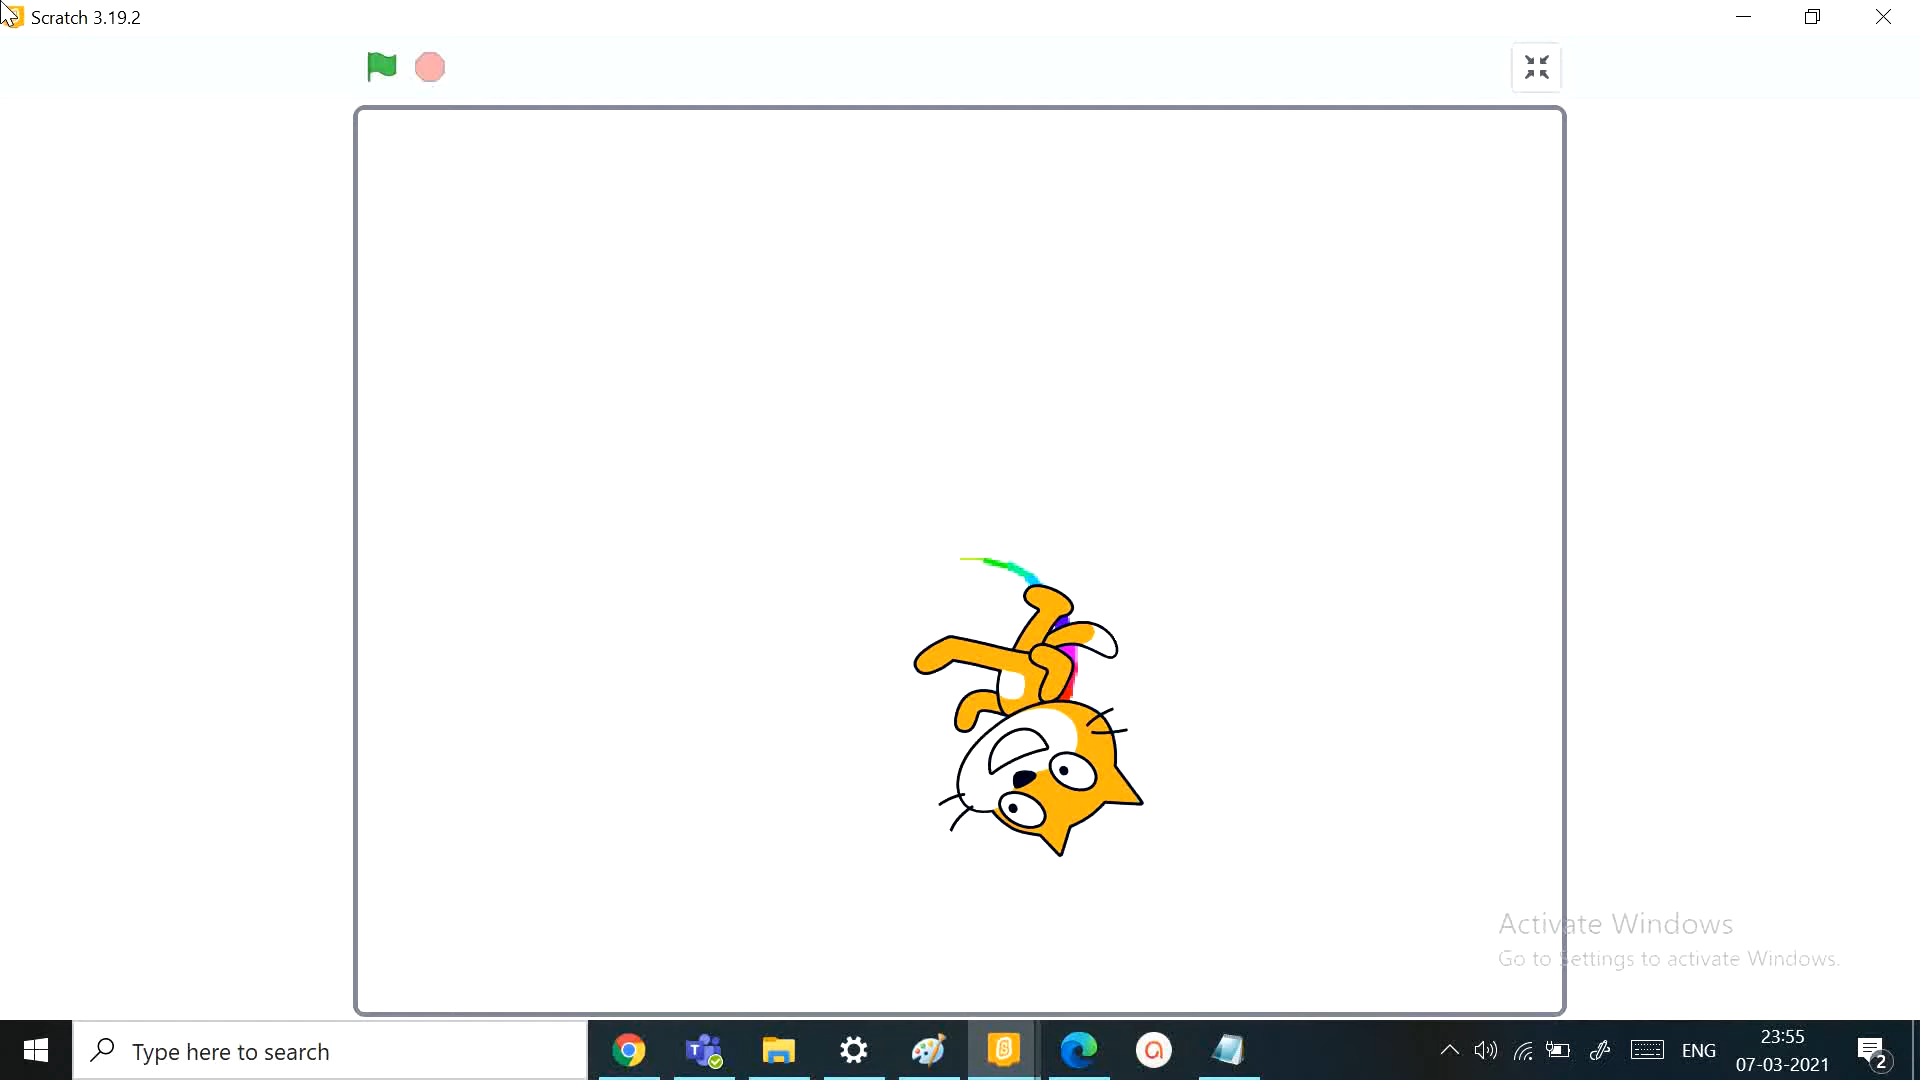 Scratch 3.19.2
Activate Windows
Go to Settings to activate Windows.
Type here to search
ENG
23:55
07-03-2021
2